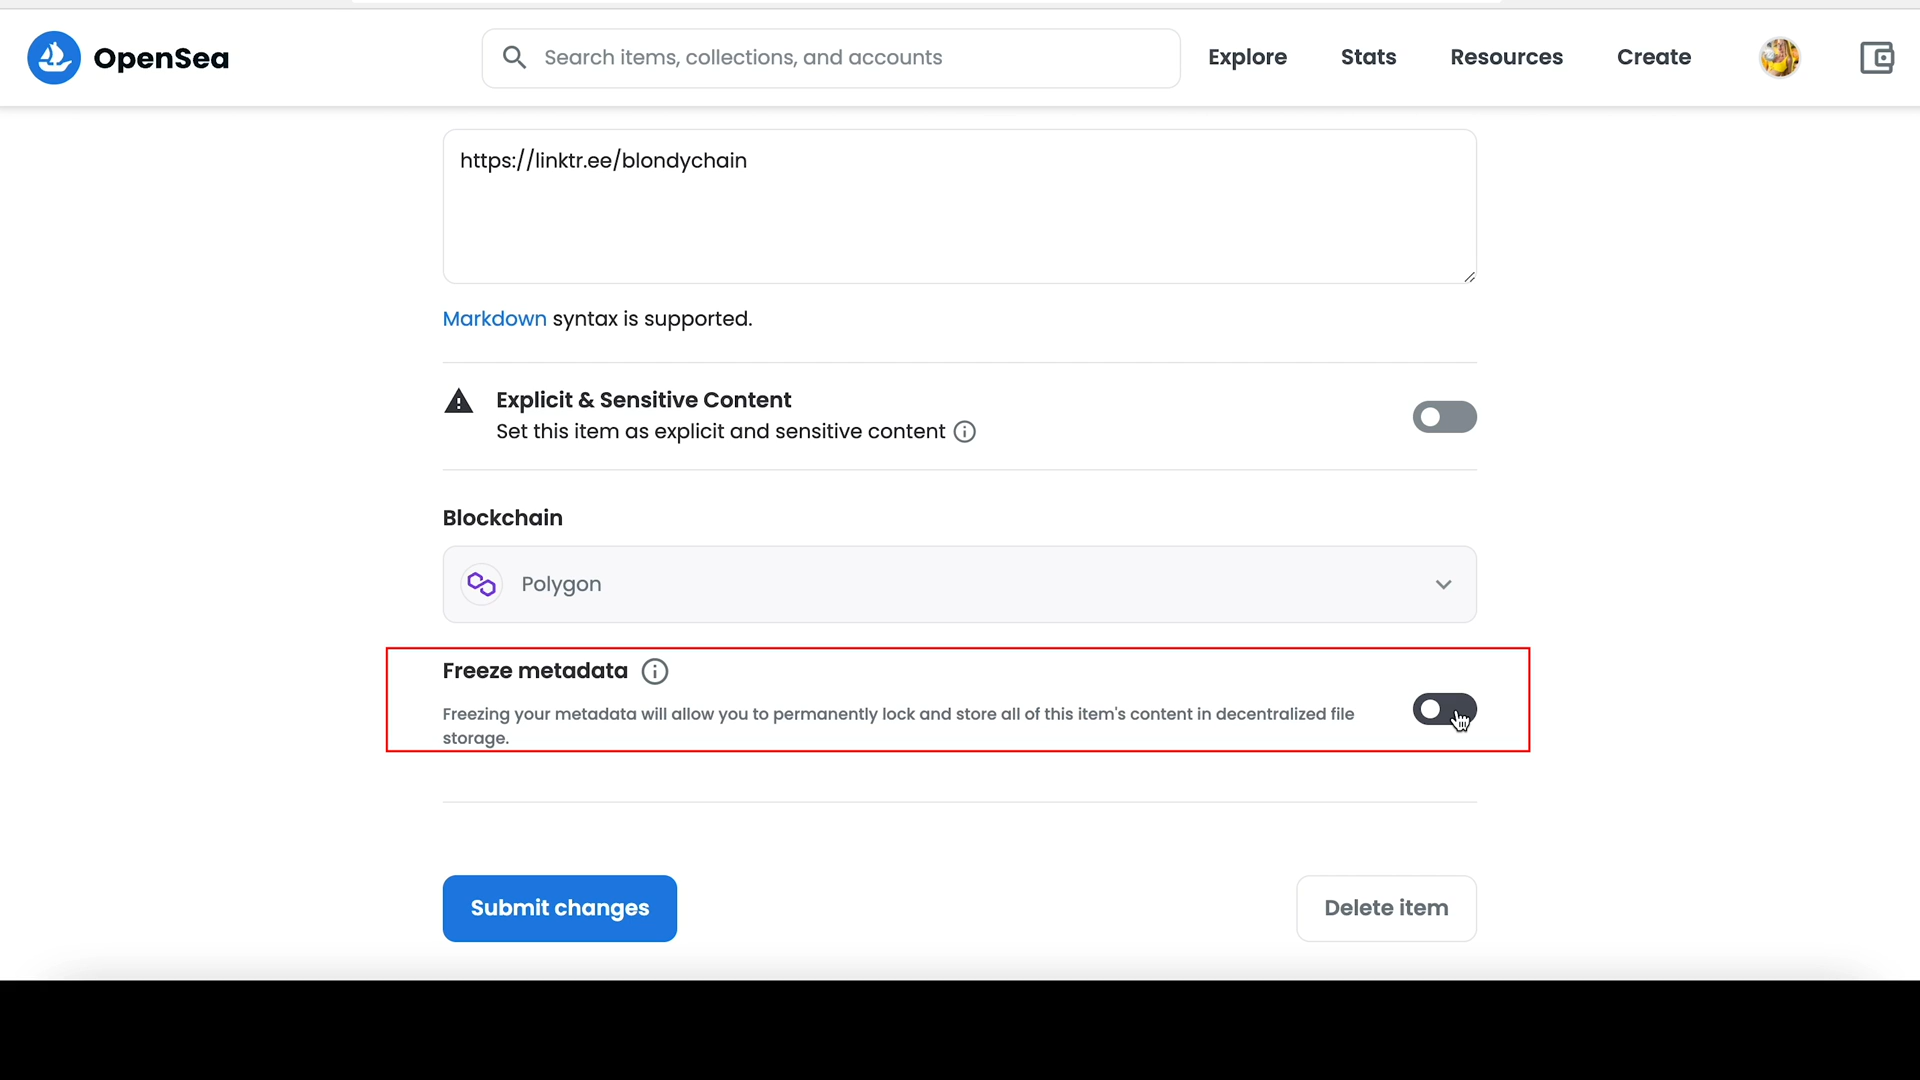 OpenSea
Search items, collections, and accounts
Explore
Stats
Resources
Create
https://linktr.ee/blondychain
Markdown syntax is supported.
Explicit & Sensitive Content
Set this item as explicit and sensitive content
Blockchain
Polygon
Freeze metadata
Freezing your metadata will allow you to permanently lock and store all of this item's content in decentralized file
storage.
Submit changes
Delete item